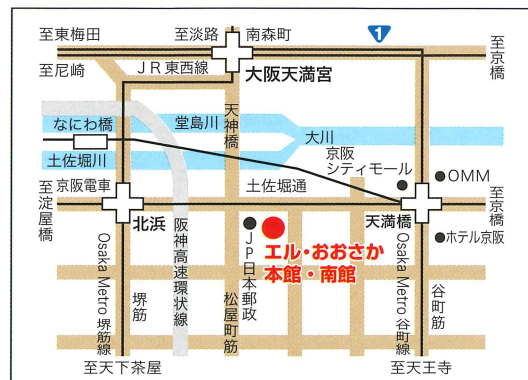 至東梅田
至淡路
南森町
1
至尼崎
JR東西線
大阪天満宮
至京橋
なにわ橋
堂島川
天神橋
大川
土佐堀川
京阪
シティモール
OMM
京阪電車
土佐堀通
至淀屋橋
北浜
天満橋
至京橋
阪神高速環状線
JP日本郵政
エル・おおさか
本館・南館
ホテル京阪
Osaka Metro 堺筋線
堺筋
松屋町筋
Osaka Metro 谷町線
谷町筋
至天下茶屋
至天王寺